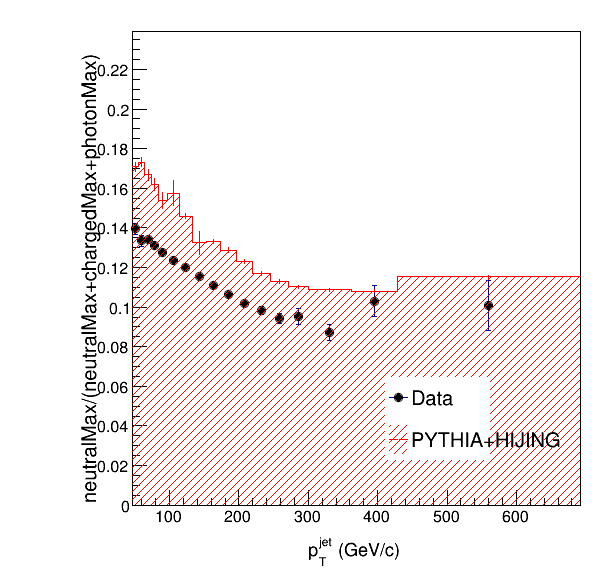 neutralMax/(neutralMax+chargedMax+photonMax)
0.22
0.2
0.18
0.16
0.14
0.12
0.1
0.08
0.06
0.04
0.02
0
Data
PYTHIA+HIJING
100 200 300 400 500 600
p_T^jet (GeV/c)